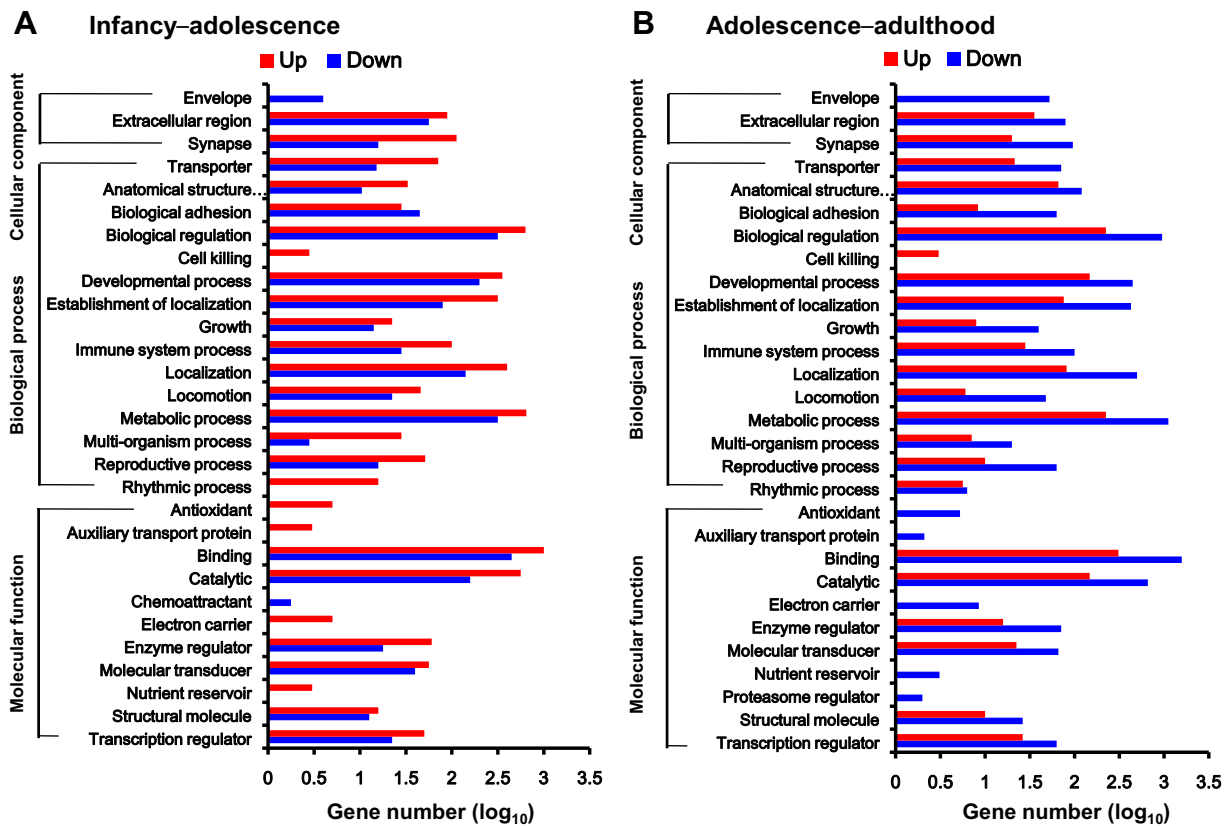 A Infancy–adolescence
Up Down
Cellular component
Envelope
Extracellular region
Synapse
Biological process
Transporter
Anatomical structure...
Biological adhesion
Biological regulation
Cell killing
Developmental process
Establishment of localization
Growth
Immune system process
Localization
Locomotion
Metabolic process
Multi-organism process
Reproductive process
Rhythmic process
Molecular function
Antioxidant
Auxiliary transport protein
Binding
Catalytic
Chemoattractant
Electron carrier
Enzyme regulator
Molecular transducer
Nutrient reservoir
Structural molecule
Transcription regulator
0 0.5 1 1.5 2 2.5 3 3.5
Gene number (log10)
B Adolescence–adulthood
Up Down
Cellular component
Envelope
Extracellular region
Synapse
Biological process
Transporter
Anatomical structure...
Biological adhesion
Biological regulation
Cell killing
Developmental process
Establishment of localization
Growth
Immune system process
Localization
Locomotion
Metabolic process
Multi-organism process
Reproductive process
Rhythmic process
Molecular function
Antioxidant
Auxiliary transport protein
Binding
Catalytic
Electron carrier
Enzyme regulator
Molecular transducer
Nutrient reservoir
Proteasome regulator
Structural molecule
Transcription regulator
0 0.5 1 1.5 2 2.5 3 3.5
Gene number (log10)